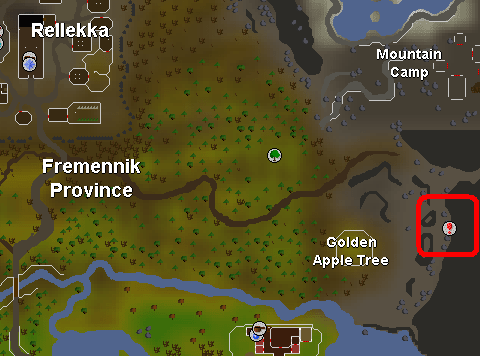 Rellekka
Mountain
Camp
Fremennik
Province
Golden
Apple Tree